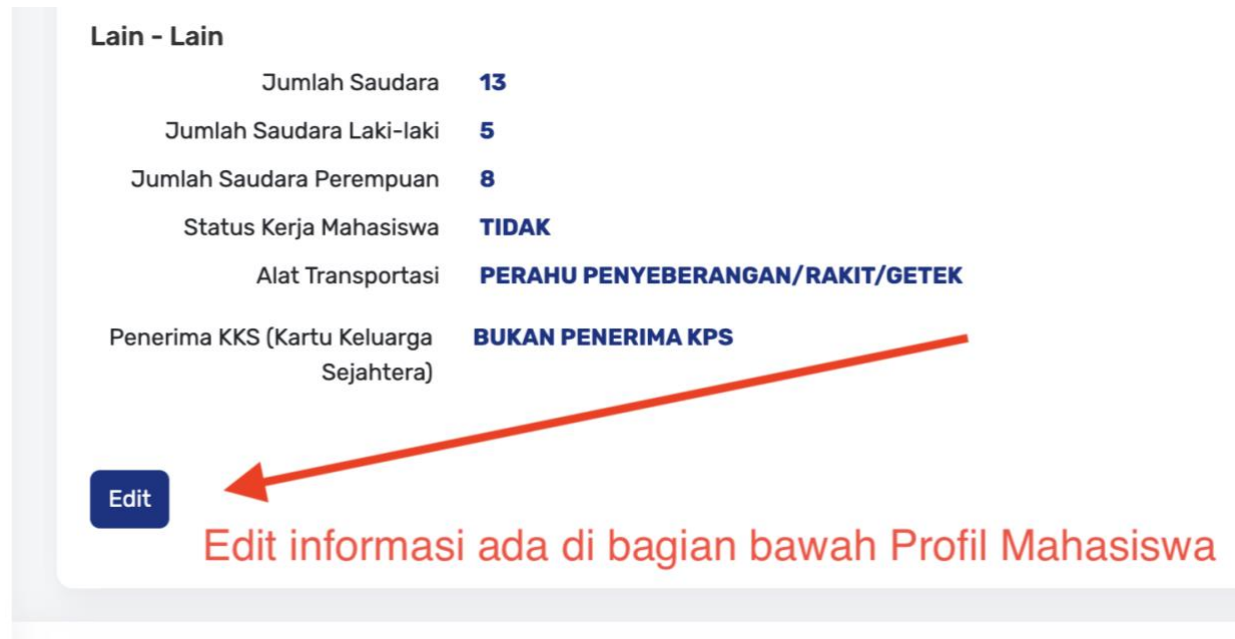 Lain - Lain
Jumlah Saudara 13
Jumlah Saudara Laki-laki 5
Jumlah Saudara Perempuan 8
Status Kerja Mahasiswa TIDAK
Alat Transportasi PERAHU PENYEBERANGAN/RAKIT/GETEK
Penerima KKS (Kartu Keluarga BUKAN PENERIMA KPS
Sejahtera)
Edit
Edit informasi ada di bagian bawah Profil Mahasiswa